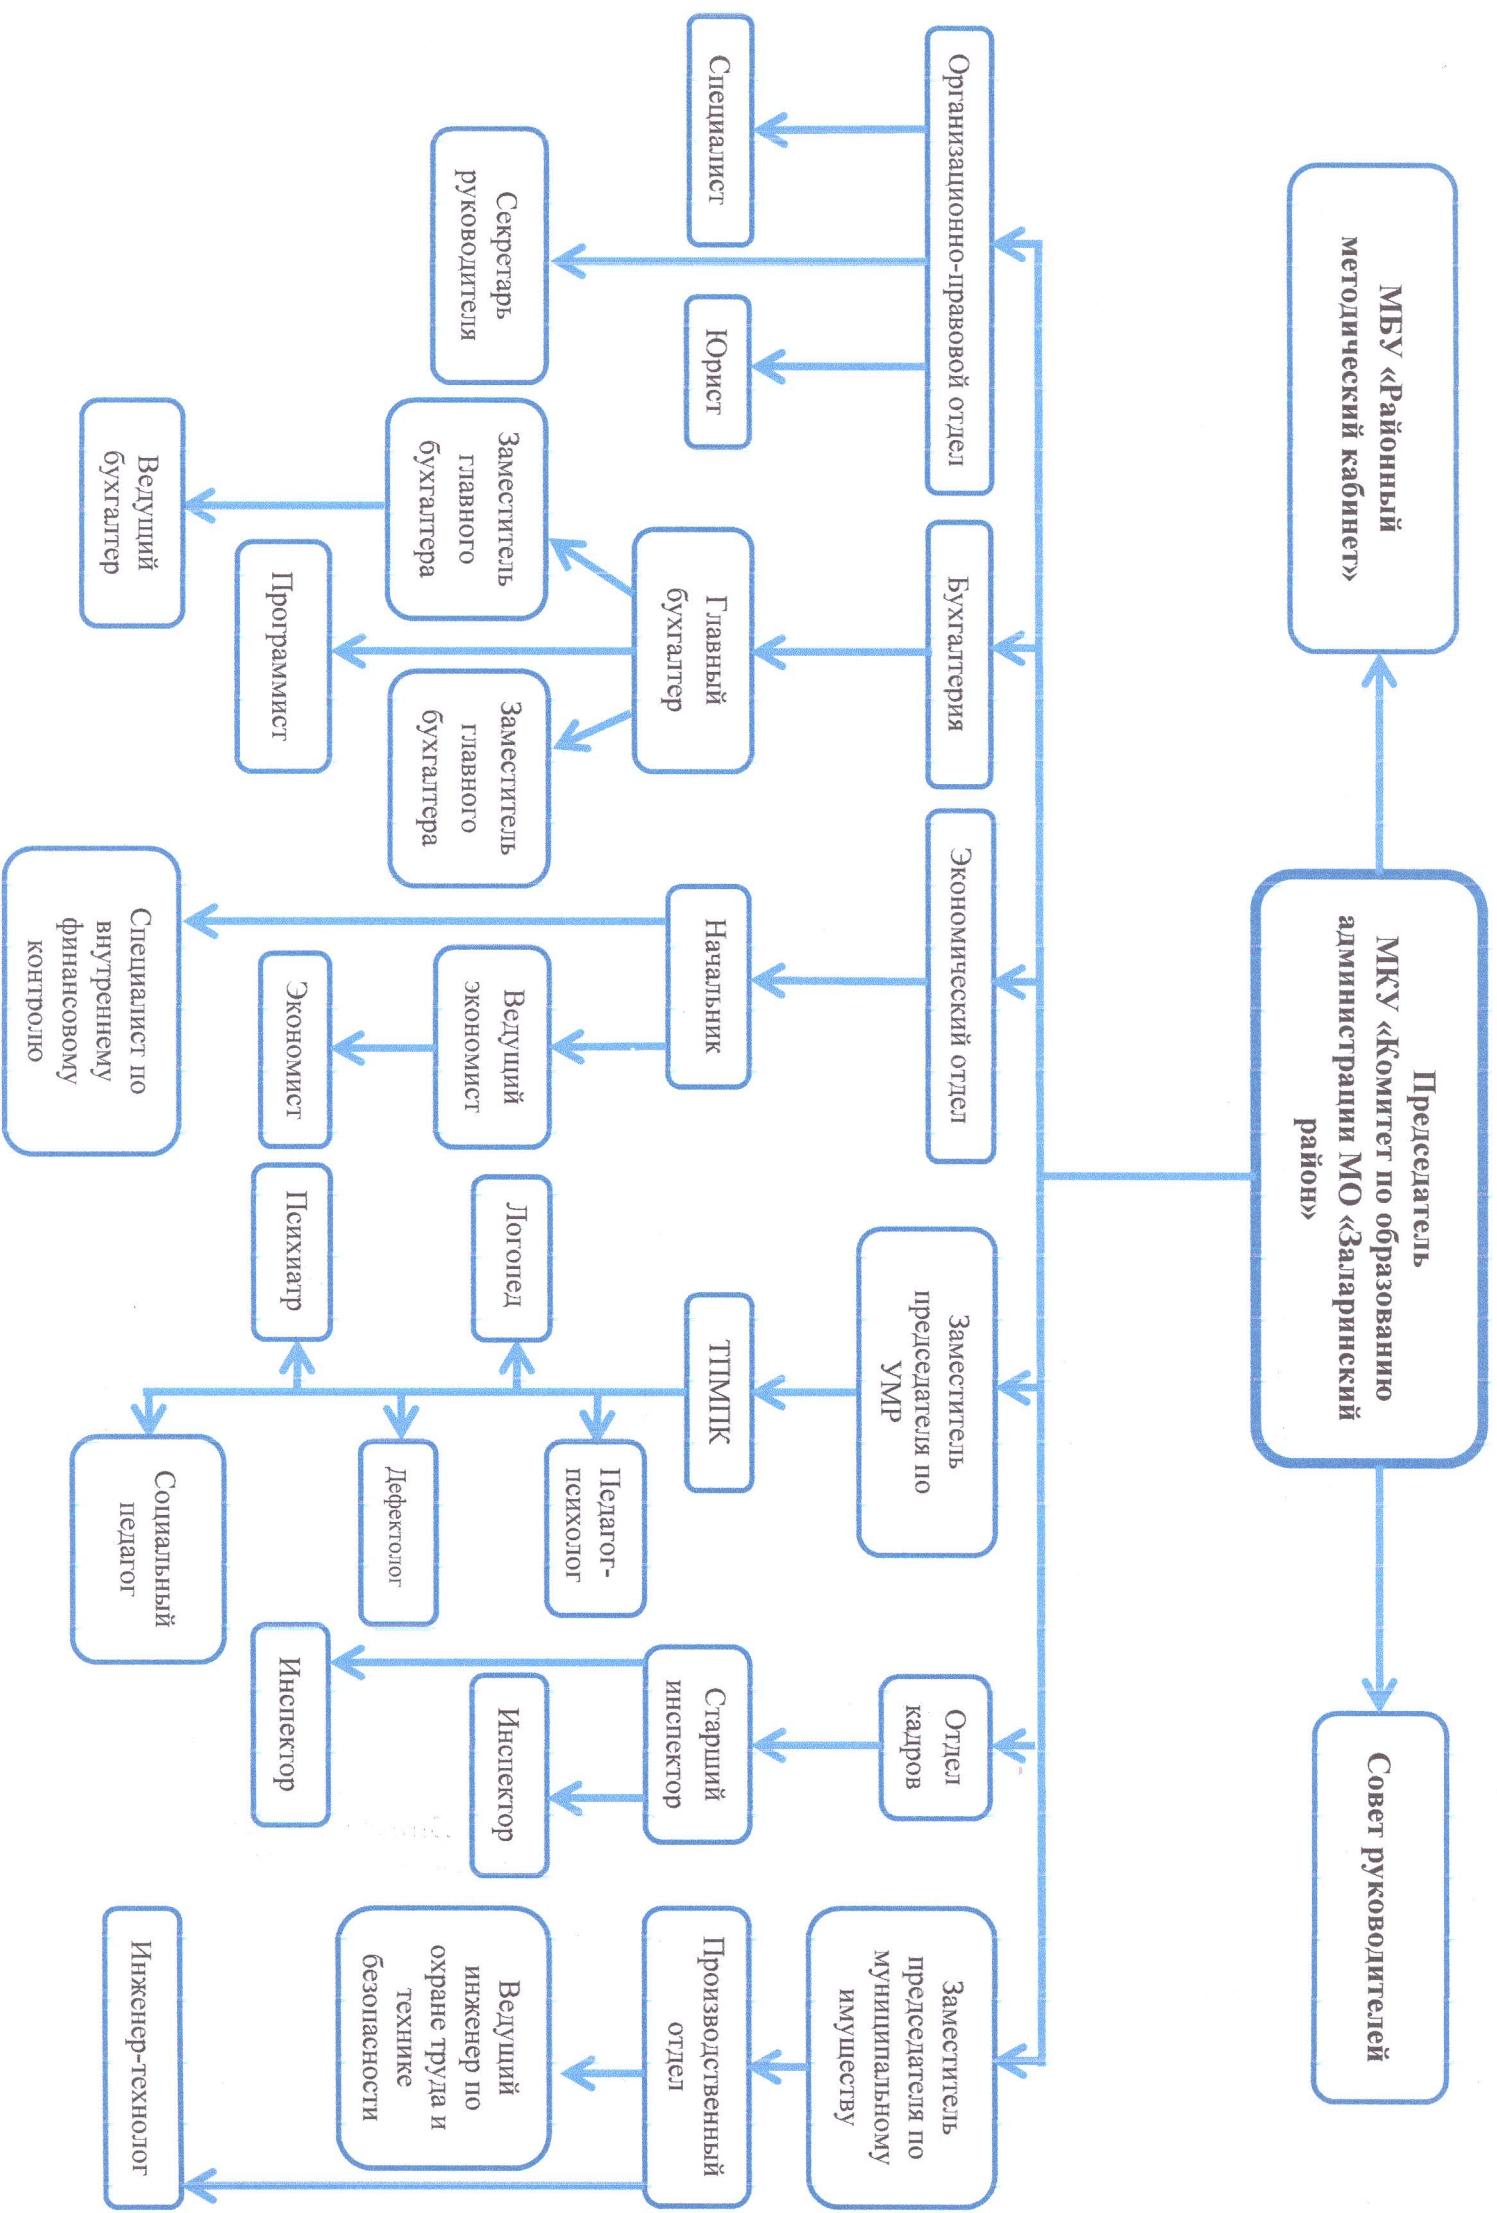 МБУ «Районный
методический кабинет»
Председатель
МКУ «Комитет по образованию
администрации МО «Заларинский
район»
Совет руководителей
Организационно-правовой отдел
Бухгалтерия
Экономический отдел
Заместитель
председателя по
УМР
Отдел
кадров
Заместитель
председателя по
муниципальному
имуществу
Специалист
Юрист
Главный
бухгалтер
Начальник
ТПМПК
Старший
инспектор
Производственный
отдел
Секретарь
руководителя
Заместитель
главного
бухгалтера
Заместитель
главного
бухгалтера
Ведущий
экономист
Логопед
Педагог-
психолог
Инспектор
Ведущий
инженер по
охране труда и
технике
безопасности
Программист
Экономист
Психиатр
Дефектолог
Инспектор
Ведущий
бухгалтер
Специалист по
внутреннему
финансовому
контролю
Социальный
педагог
Инженер-технолог